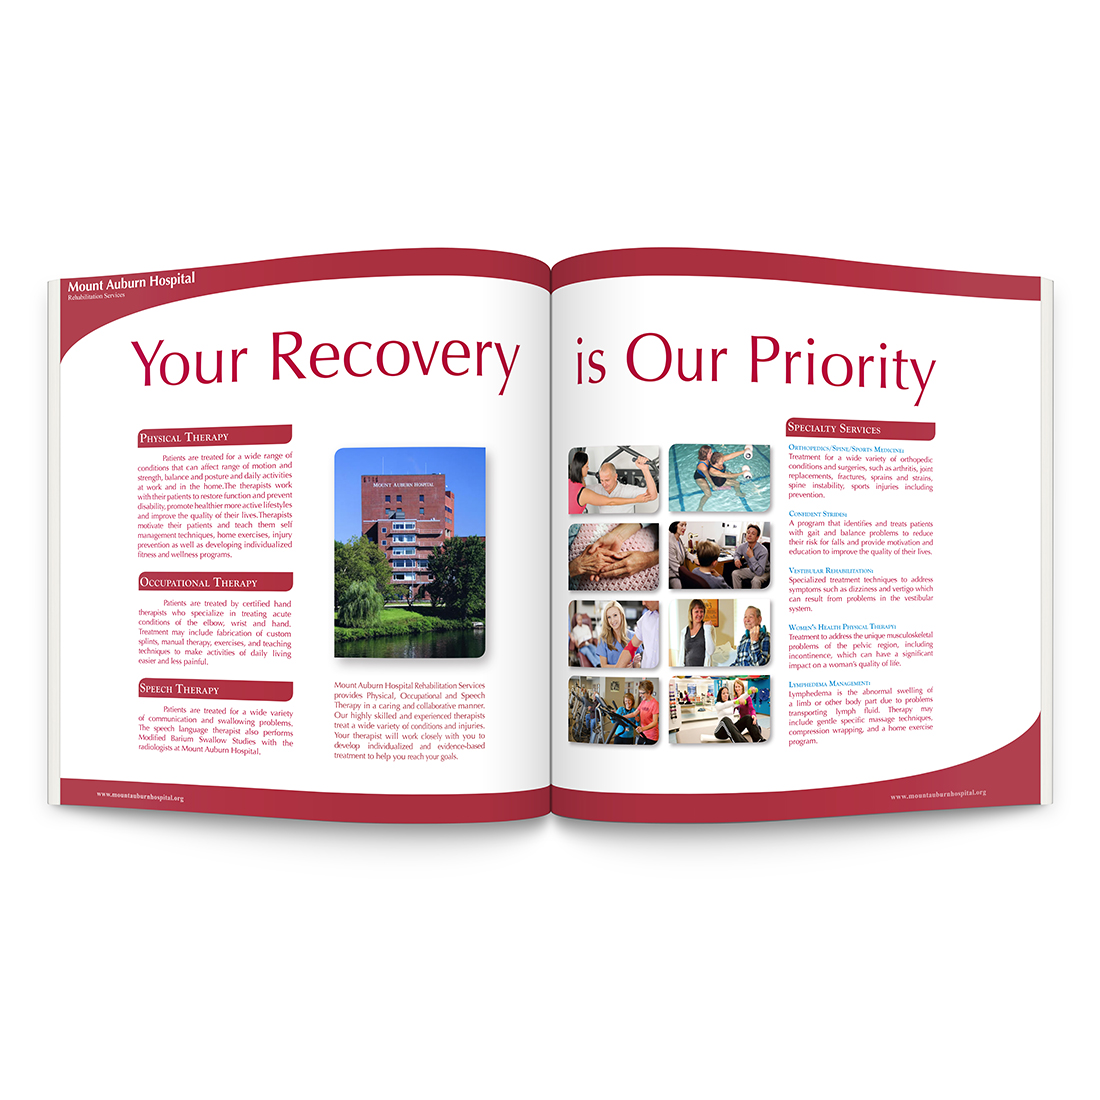 Mount Auburn Hospital
Rehabilitation Services
Your Recovery is Our Priority
Physical Therapy
Patients are treated for a wide range of
conditions that can affect range of motion and
strength, balance and posture and daily activities
at work and in the home.The therapists work
with their patients to restore function and prevent
disability, promote healthier more active lifestyles
and improve the quality of their lives.Therapists
motivate their patients and teach them self
management techniques, home exercises, injury
prevention as well as developing individualized
fitness and wellness programs.
Occupational Therapy
Patients are treated by certified hand
therapists who specialize in treating acute
conditions of the elbow, wrist and hand.
Treatment may include fabrication of custom
splints, manual therapy, exercises, and teaching
techniques to make activities of daily living
easier and less painful.
Speech Therapy
Patients are treated for a wide variety
of communication and swallowing problems.
The speech language therapist also performs
Modified Barium Swallow Studies with the
radiologists at Mount Auburn Hospital.
Mount Auburn Hospital
Mount Auburn Hospital Rehabilitation Services
provides Physical, Occupational and Speech
Therapy in a caring and collaborative manner.
Our highly skilled and experienced therapists
treat a wide variety of conditions and injuries.
Your therapist will work closely with you to
develop individualized and evidence-based
treatment to help you reach your goals.
Specialty Services
Orthopedics/Spine/Sports Medicine:
Treatment for a wide variety of orthopedic
conditions and surgeries, such as arthritis, joint
replacements, fractures, sprains and strains,
spine instability, sports injuries including
prevention.
Confident Strides:
A program that identifies and treats patients
with gait and balance problems to reduce
their risk for falls and provide motivation and
education to improve the quality of their lives.
Vestibular Rehabilitation:
Specialized treatment techniques to address
symptoms such as dizziness and vertigo which
can result from problems in the vestibular
system.
Women's Health Physical Therapy:
Treatment to address the unique musculoskeletal
problems of the pelvic region, including
incontinence, which can have a significant
impact on a woman's quality of life.
Lymphedema Management:
Lymphedema is the abnormal swelling of
a limb or other body part due to problems
transporting lymph fluid. Therapy may
include gentle specific massage techniques,
compression wrapping, and a home exercise
program.
www.mountauburnhospital.org
www.mountauburnhospital.org